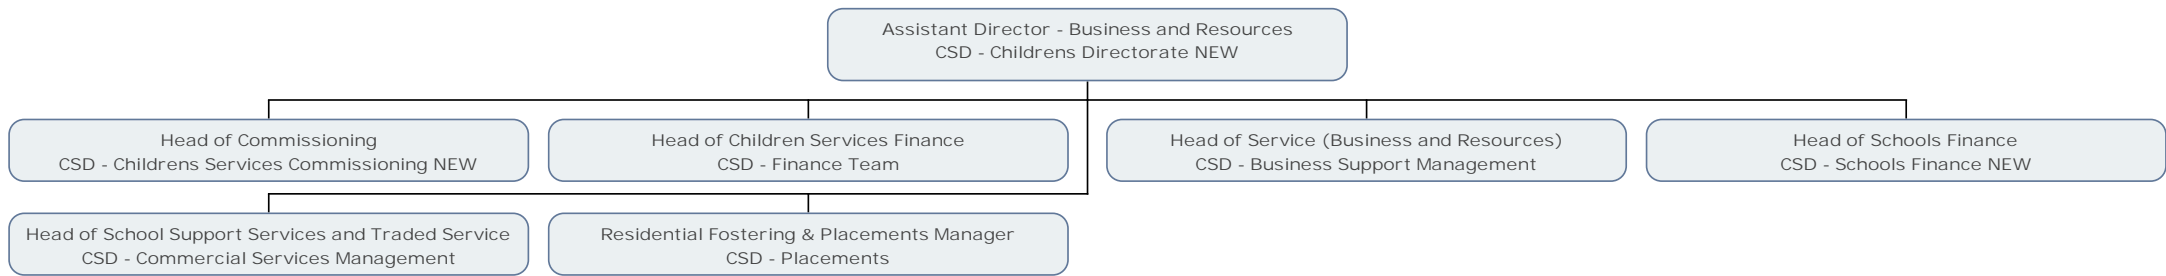 Assistant Director - Business and Resources
CSD - Childrens Directorate NEW
Head of Commissioning
CSD - Childrens Services Commissioning NEW
Head of Children Services Finance
CSD - Finance Team
Head of Service (Business and Resources)
CSD - Business Support Management
Head of Schools Finance
CSD - Schools Finance NEW
Head of School Support Services and Traded Service
CSD - Commercial Services Management
Residential Fostering & Placements Manager
CSD - Placements